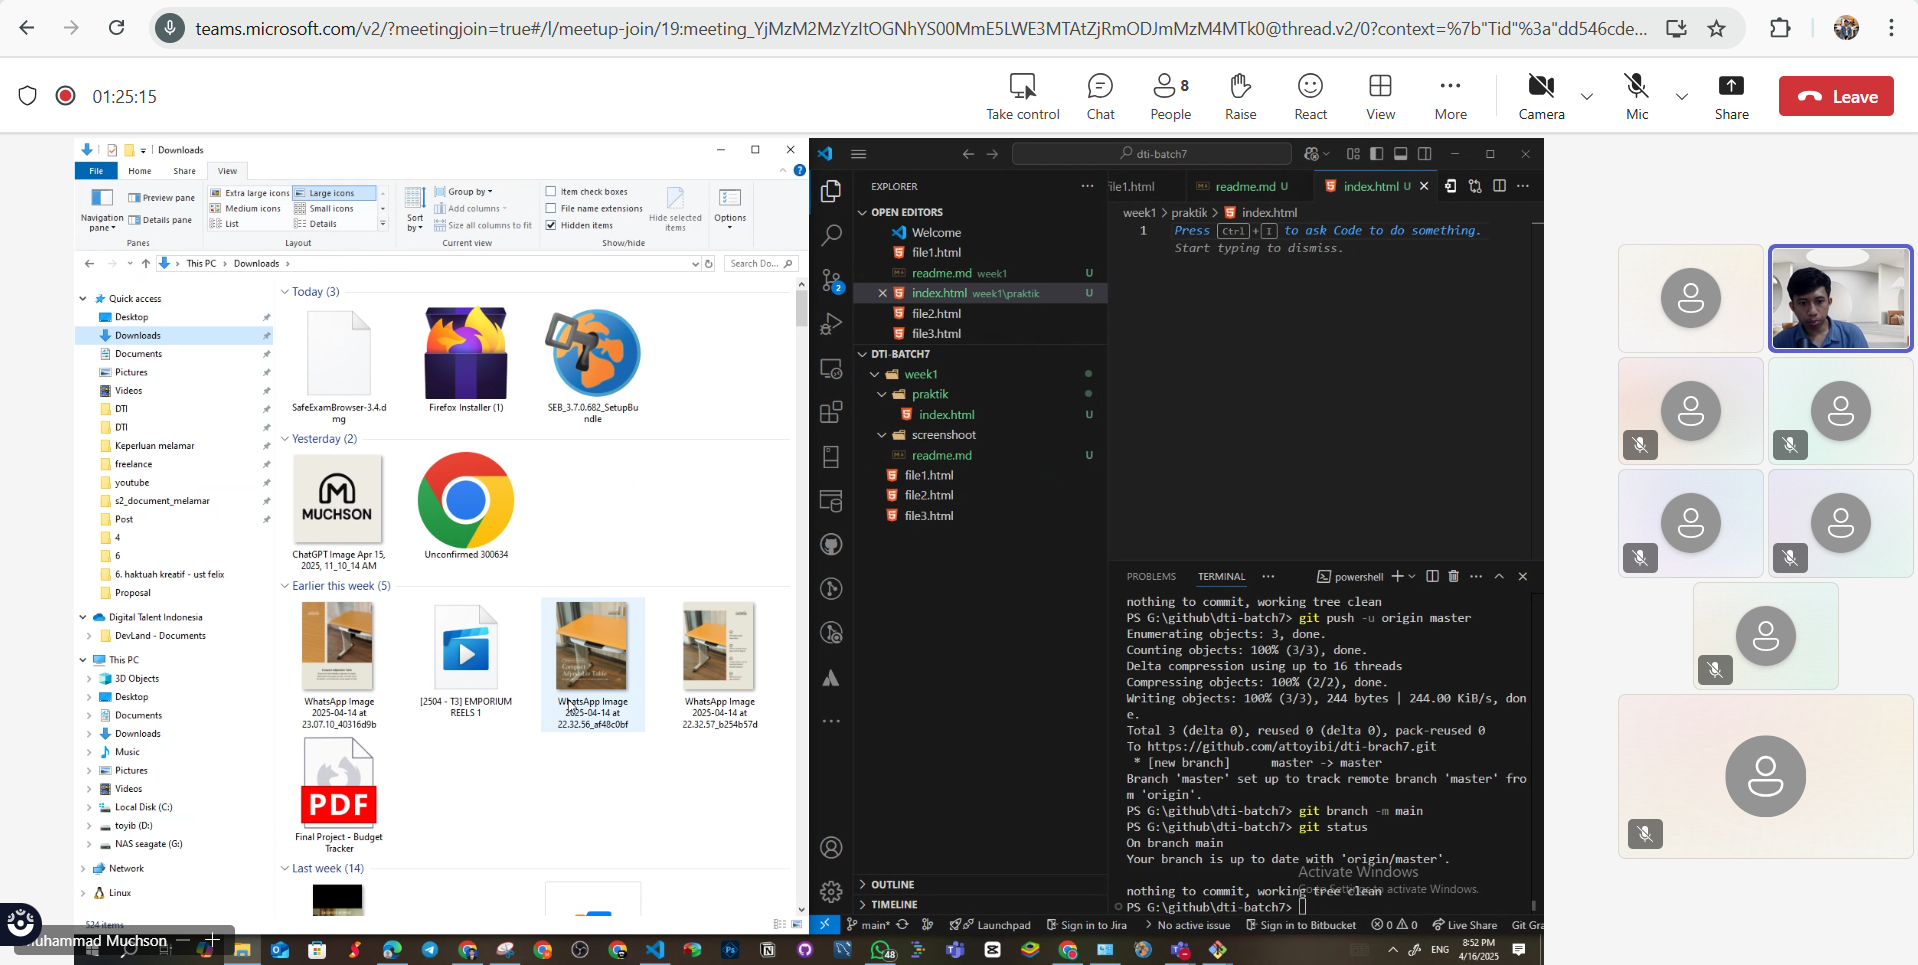 teams.microsoft.com/v2/?meetingjoin=true#/l/meetup-join/19:meeting_YjMzM2MzYzItOGNhYS00MmE5LWE3MTAtZjRmODJmMzM4MTk0@thread.v2/0?context=%7b"Tid"%3a"dd546cde...
01:25:15
Take control
Chat
8
People
Raise
React
View
More
Camera
Mic
Share
Leave
Downloads
File
Home
Share
View
Navigation pane
Preview pane
Details pane
Panes
Extra large icons
Large icons
Medium icons
Small icons
List
Details
Layout
Sort by
Group by
Add columns
Size all columns to fit
Current view
Item check boxes
File name extensions
Hidden items
Hide selected items
Show/hide
Options
This PC > Downloads >
Search Do...
Quick access
Desktop
Downloads
Documents
Pictures
Videos
DTI
DTI
Keperluan melamar
freelance
youtube
s2_document_melamar
Post
4
6
6. haktuah kreatif - ust felix
Proposal
Digital Talent Indonesia
DevLand - Documents
This PC
3D Objects
Desktop
Documents
Downloads
Music
Pictures
Videos
Local Disk (C:)
toyib (D:)
NAS seagate (G:)
Network
Linux
524 items
Today (3)
SafeExamBrowser-3.4.d
mg
Firefox Installer (1)
SEB_3.7.0.682_SetupBu
ndle
Yesterday (2)
MUCHSON
ChatGPT Image Apr 15,
2025, 11_10_14 AM
Unconfirmed 300634
Earlier this week (5)
WhatsApp Image
2025-04-14 at
23.07.10_40316d9b
[2504 - T3] EMPORIUM
REELS 1
WhatsApp Image
2025-04-14 at
22.32.56_af48c0bf
WhatsApp Image
2025-04-14 at
22.32.57_b254b57d
PDF
Final Project - Budget
Tracker
Last week (14)
dti-batch7
EXPLORER
OPEN EDITORS
Welcome
file1.html
readme.md week1 U
index.html week1\praktik U
file2.html
file3.html
DTI-BATCH7
week1
praktik
index.html U
screenshoot
readme.md U
file1.html
file2.html
file3.html
OUTLINE
TIMELINE
2
file1.html
readme.md U
index.html U
week1 > praktik > index.html
1
Press Ctrl + I to ask Code to do something.
Start typing to dismiss.
PROBLEMS
TERMINAL
powershell
nothing to commit, working tree clean
PS G:\github\dti-batch7> git push -u origin master
Enumerating objects: 3, done.
Counting objects: 100% (3/3), done.
Delta compression using up to 16 threads
Compressing objects: 100% (2/2), done.
Writing objects: 100% (3/3), 244 bytes | 244.00 KiB/s, don
e.
Total 3 (delta 0), reused 0 (delta 0), pack-reused 0
To https://github.com/attoyibi/dti-brach7.git
 * [new branch]      master -> master
Branch 'master' set up to track remote branch 'master' fro
m 'origin'.
PS G:\github\dti-batch7> git branch -m main
PS G:\github\dti-batch7> git status
On branch main
Your branch is up to date with 'origin/master'.
Activate Windows
Go to Settings to activate Windows.
nothing to commit, working tree clean
PS G:\github\dti-batch7>
main*
Launchpad
Sign in to Jira
No active issue
Sign in to Bitbucket
0
0
Live Share
Git Gra
Muhammad Muchson
48
ENG
8:52 PM
4/16/2025